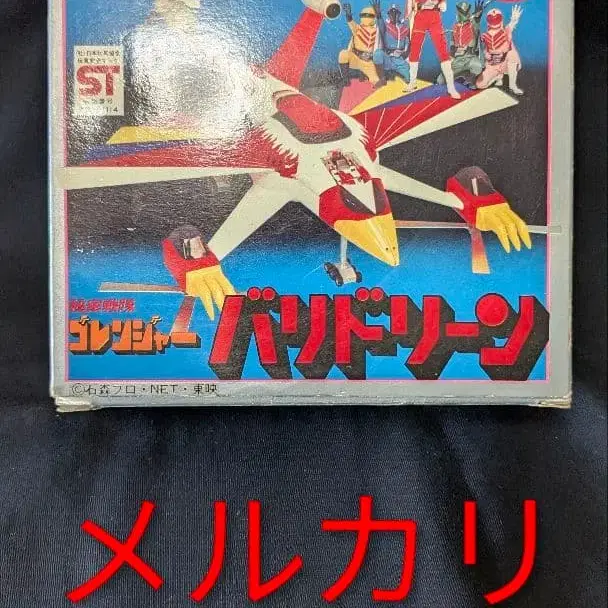 ST
秘密戦隊
ゴレンジャー
バリドリーン
©石森プロ・NET・東映
メルカリ